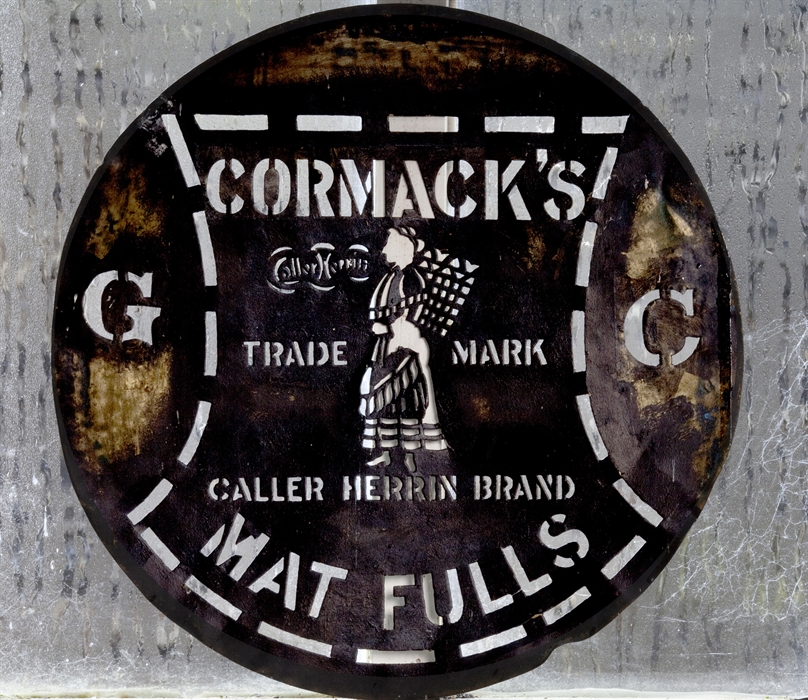 CORMACK'S
Caller Herrin
G C
TRADE MARK
CALLER HERRIN BRAND
MAT FULLS